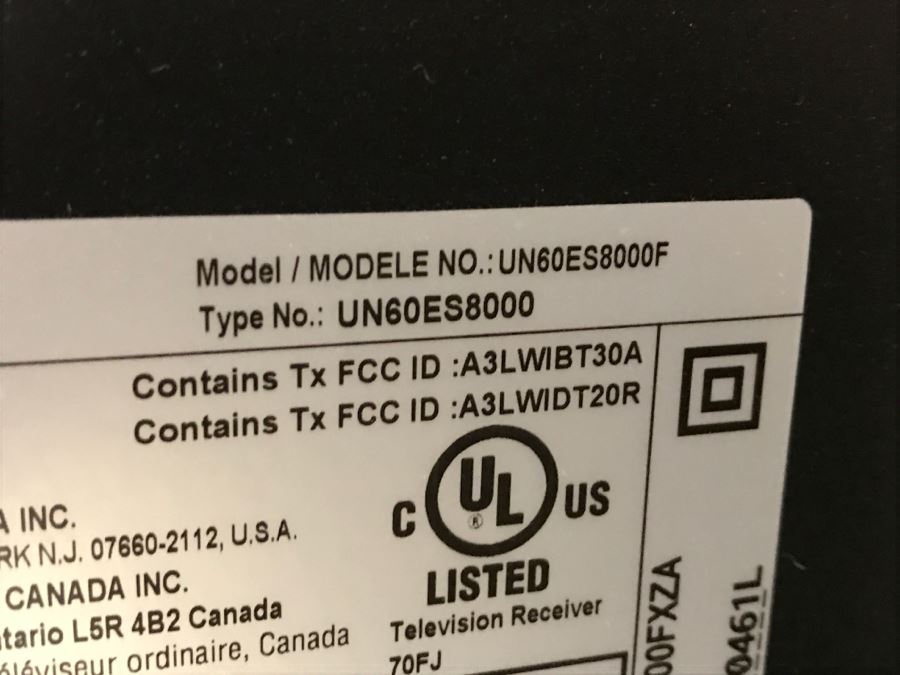 Model / MODELE NO.: UN60ES8000F
Type No.: UN60ES8000
Contains Tx FCC ID :A3LWIBT30A
Contains Tx FCC ID :A3LWIDT20R
A INC.
RK N.J. 07660-2112, U.S.A.
CANADA INC.
ntario L5R 4B2 Canada
éléviseur ordinaire, Canada
C UL ® US
LISTED
Television Receiver
70FJ
00FXZA
0461L